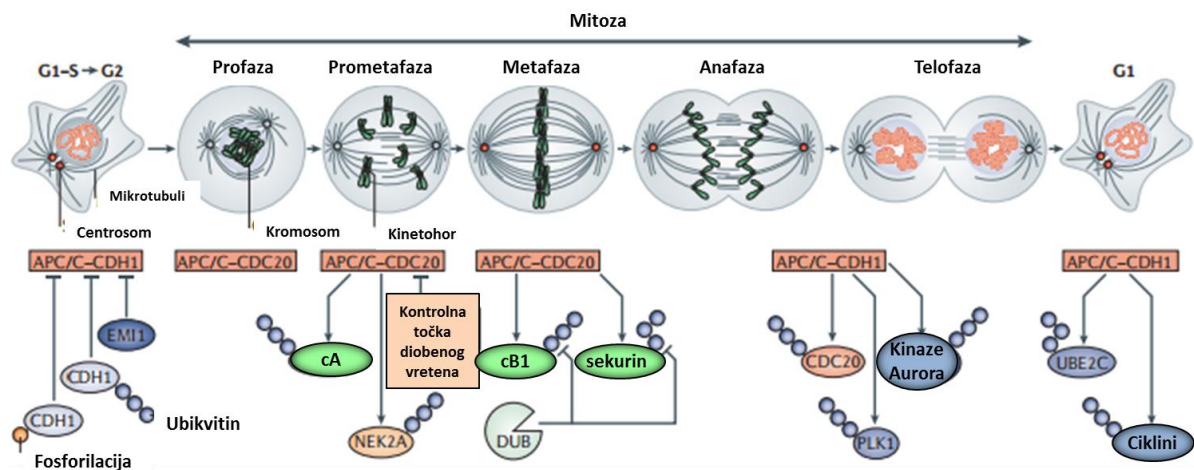 Mitoza
G1–S → G2
Profaza
Prometafaza
Metafaza
Anafaza
Telofaza
G1
Mikrotubuli
Centrosom
Kromosom
Kinetohor
APC/C–CDH1
APC/C–CDC20
APC/C–CDC20
APC/C–CDC20
APC/C–CDH1
APC/C–CDH1
EMI1
CDH1
CDH1
Ubikvitin
Fosforilacija
cA
Kontrolna
točka
diobenog
vretena
NEK2A
cB1
sekurin
DUB
CDC20
Kinaze
Aurora
PLK1
UBE2C
Ciklini